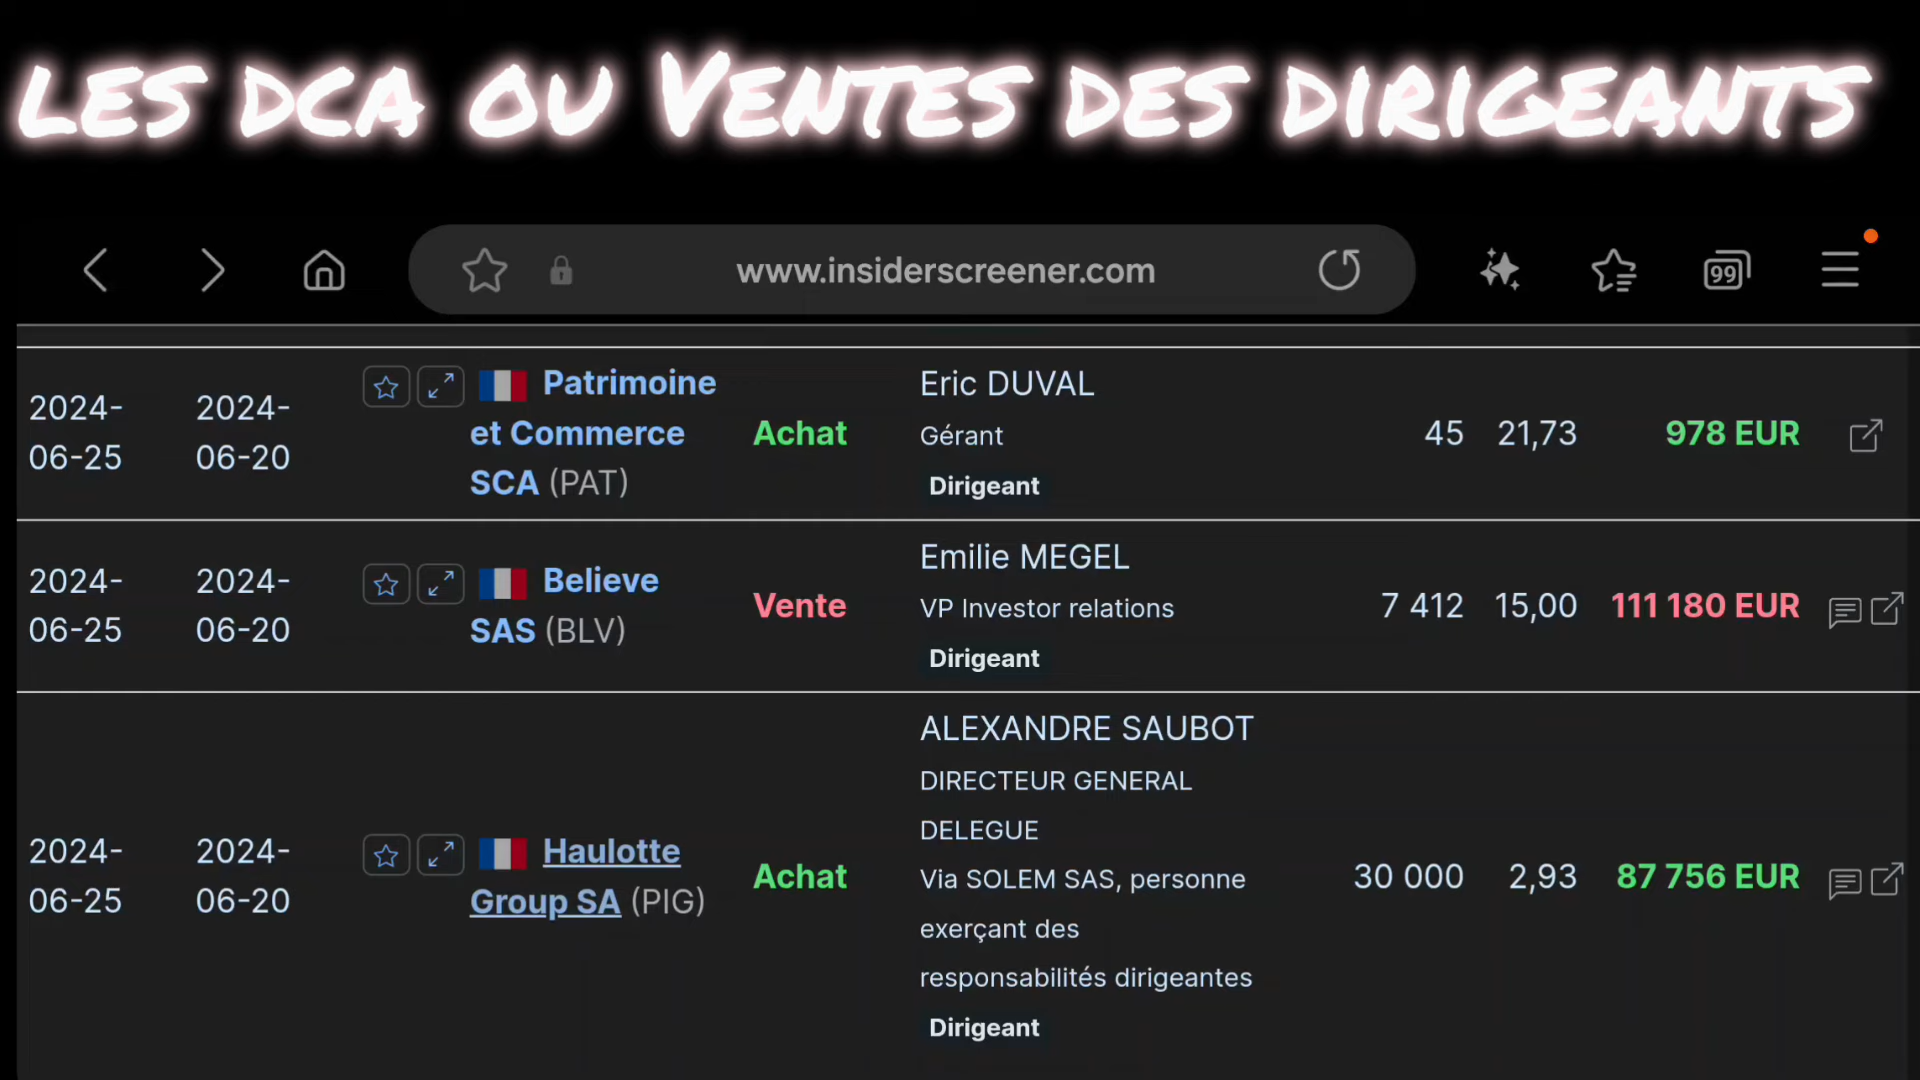 LES DCA OU VENTES DES DIRIGEANTS
www.insiderscreener.com
99
2024-06-25 2024-06-20 Patrimoine et Commerce SCA (PAT) Achat Eric DUVAL Gérant Dirigeant 45 21,73 978 EUR
2024-06-25 2024-06-20 Believe SAS (BLV) Vente Emilie MEGEL VP Investor relations Dirigeant 7 412 15,00 111 180 EUR
2024-06-25 2024-06-20 Haulotte Group SA (PIG) Achat ALEXANDRE SAUBOT DIRECTEUR GENERAL DELEGUE Via SOLEM SAS, personne exerçant des responsabilités dirigeantes Dirigeant 30 000 2,93 87 756 EUR